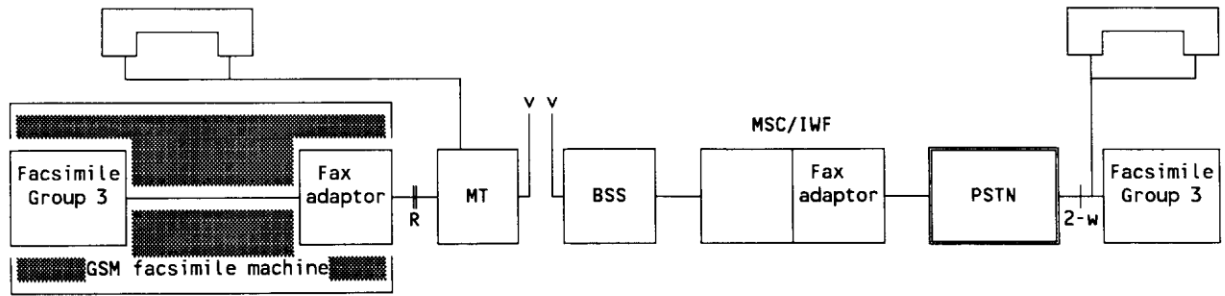 v v
MSC/IWF
Facsimile
Group 3
Fax
adaptor
R
MT
BSS
Fax
adaptor
PSTN
2-w
Facsimile
Group 3
GSM facsimile machine